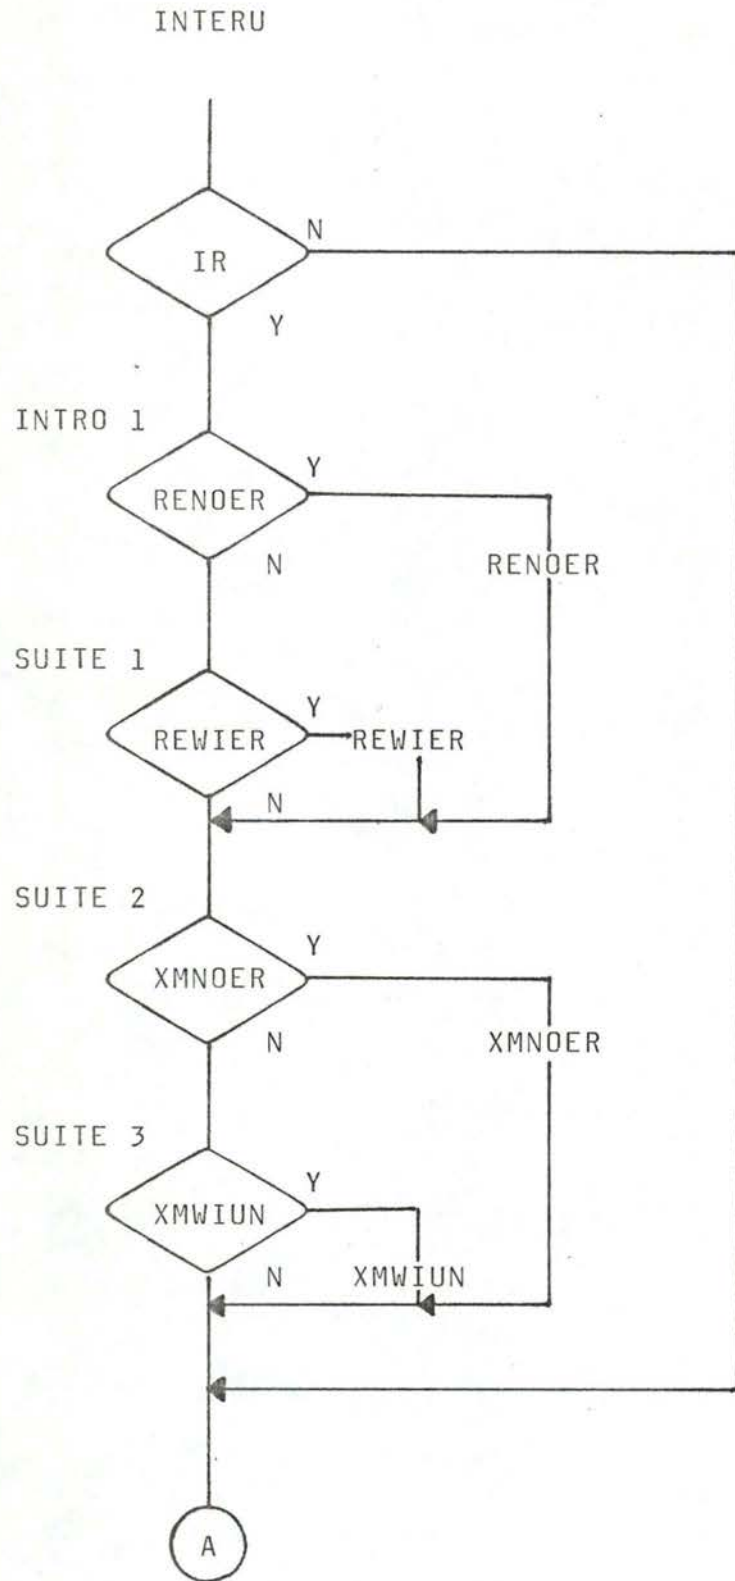 INTERU
N
IR
Y
INTRO 1
Y
RENOER
N
RENOER
SUITE 1
Y
REWIER
REWIER
N
SUITE 2
Y
XMNOER
N
XMNOER
SUITE 3
Y
XMWIUN
N
XMWIUN
A